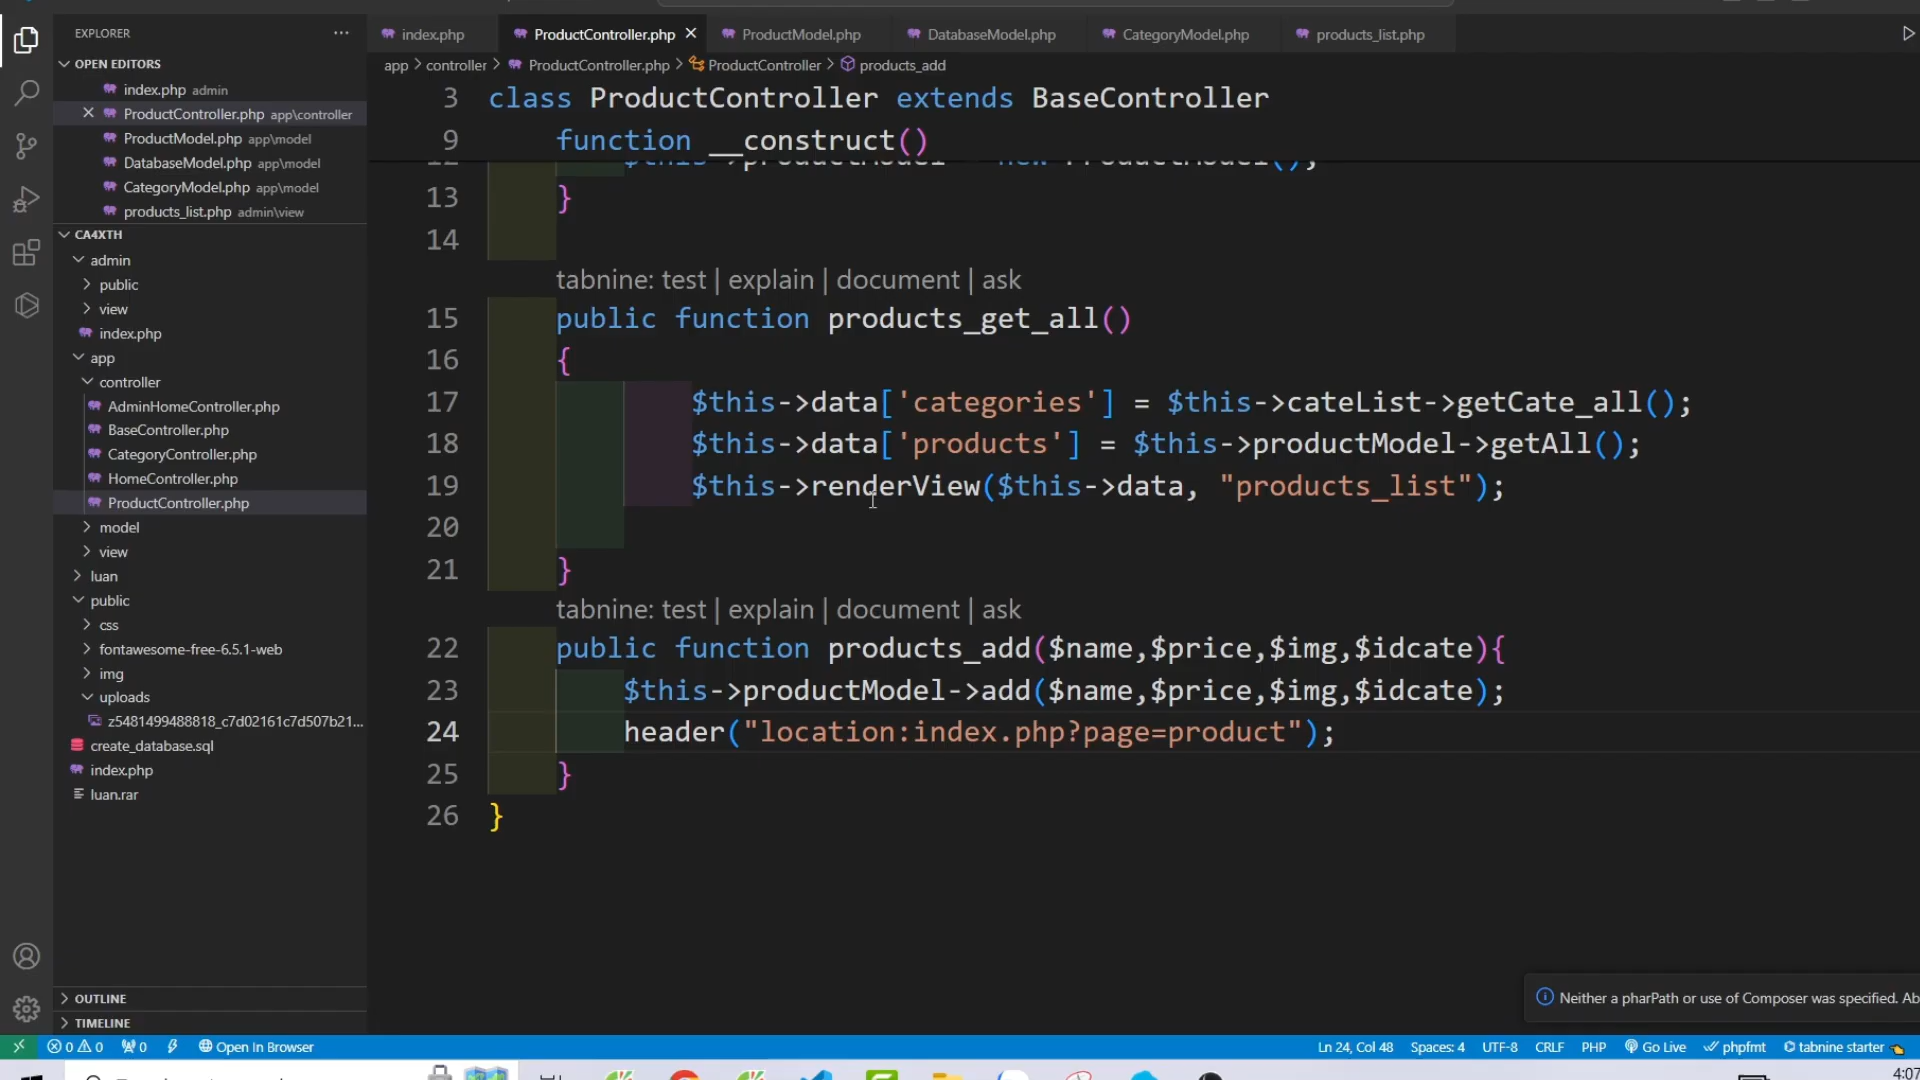 EXPLORER
OPEN EDITORS
index.php admin
ProductController.php app\controller
ProductModel.php app\model
DatabaseModel.php app\model
CategoryModel.php app\model
products_list.php admin\view
CA4XTH
admin
public
view
index.php
app
controller
AdminHomeController.php
BaseController.php
CategoryController.php
HomeController.php
ProductController.php
model
view
luan
public
css
fontawesome-free-6.5.1-web
img
uploads
z5481499488818_c7d02161c7d507b21...
create_database.sql
index.php
luan.rar
OUTLINE
TIMELINE
index.php ProductController.php ProductModel.php DatabaseModel.php CategoryModel.php products_list.php
app > controller > ProductController.php > ProductController > products_add
3 class ProductController extends BaseController
9 function __construct()
12 $this->productModel = new ProductModel();
13 }
14
tabnine: test | explain | document | ask
15 public function products_get_all()
16 {
17 $this->data['categories'] = $this->cateList->getCate_all();
18 $this->data['products'] = $this->productModel->getAll();
19 $this->renderView($this->data, "products_list");
20
21 }
tabnine: test | explain | document | ask
22 public function products_add($name,$price,$img,$idcate){
23 $this->productModel->add($name,$price,$img,$idcate);
24 header("location:index.php?page=product");
25 }
26 }
Neither a pharPath or use of Composer was specified. Ab
0 0 0 Open In Browser Ln 24, Col 48 Spaces: 4 UTF-8 CRLF PHP Go Live phpfmt tabnine starter
4:07